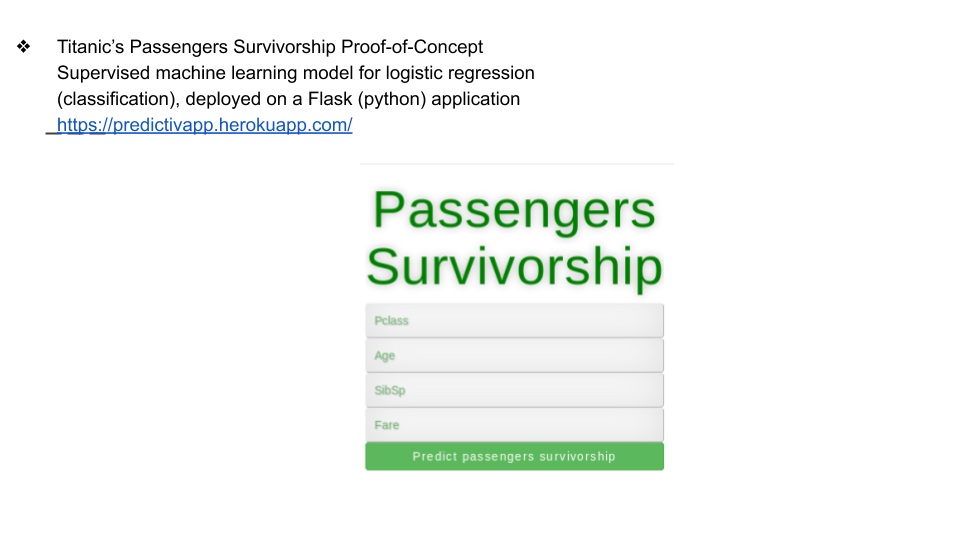 ❖ Titanic’s Passengers Survivorship Proof-of-Concept
Supervised machine learning model for logistic regression
(classification), deployed on a Flask (python) application
https://predictivapp.herokuapp.com/
Passengers
Survivorship
Pclass
Age
SibSp
Fare
Predict passengers survivorship